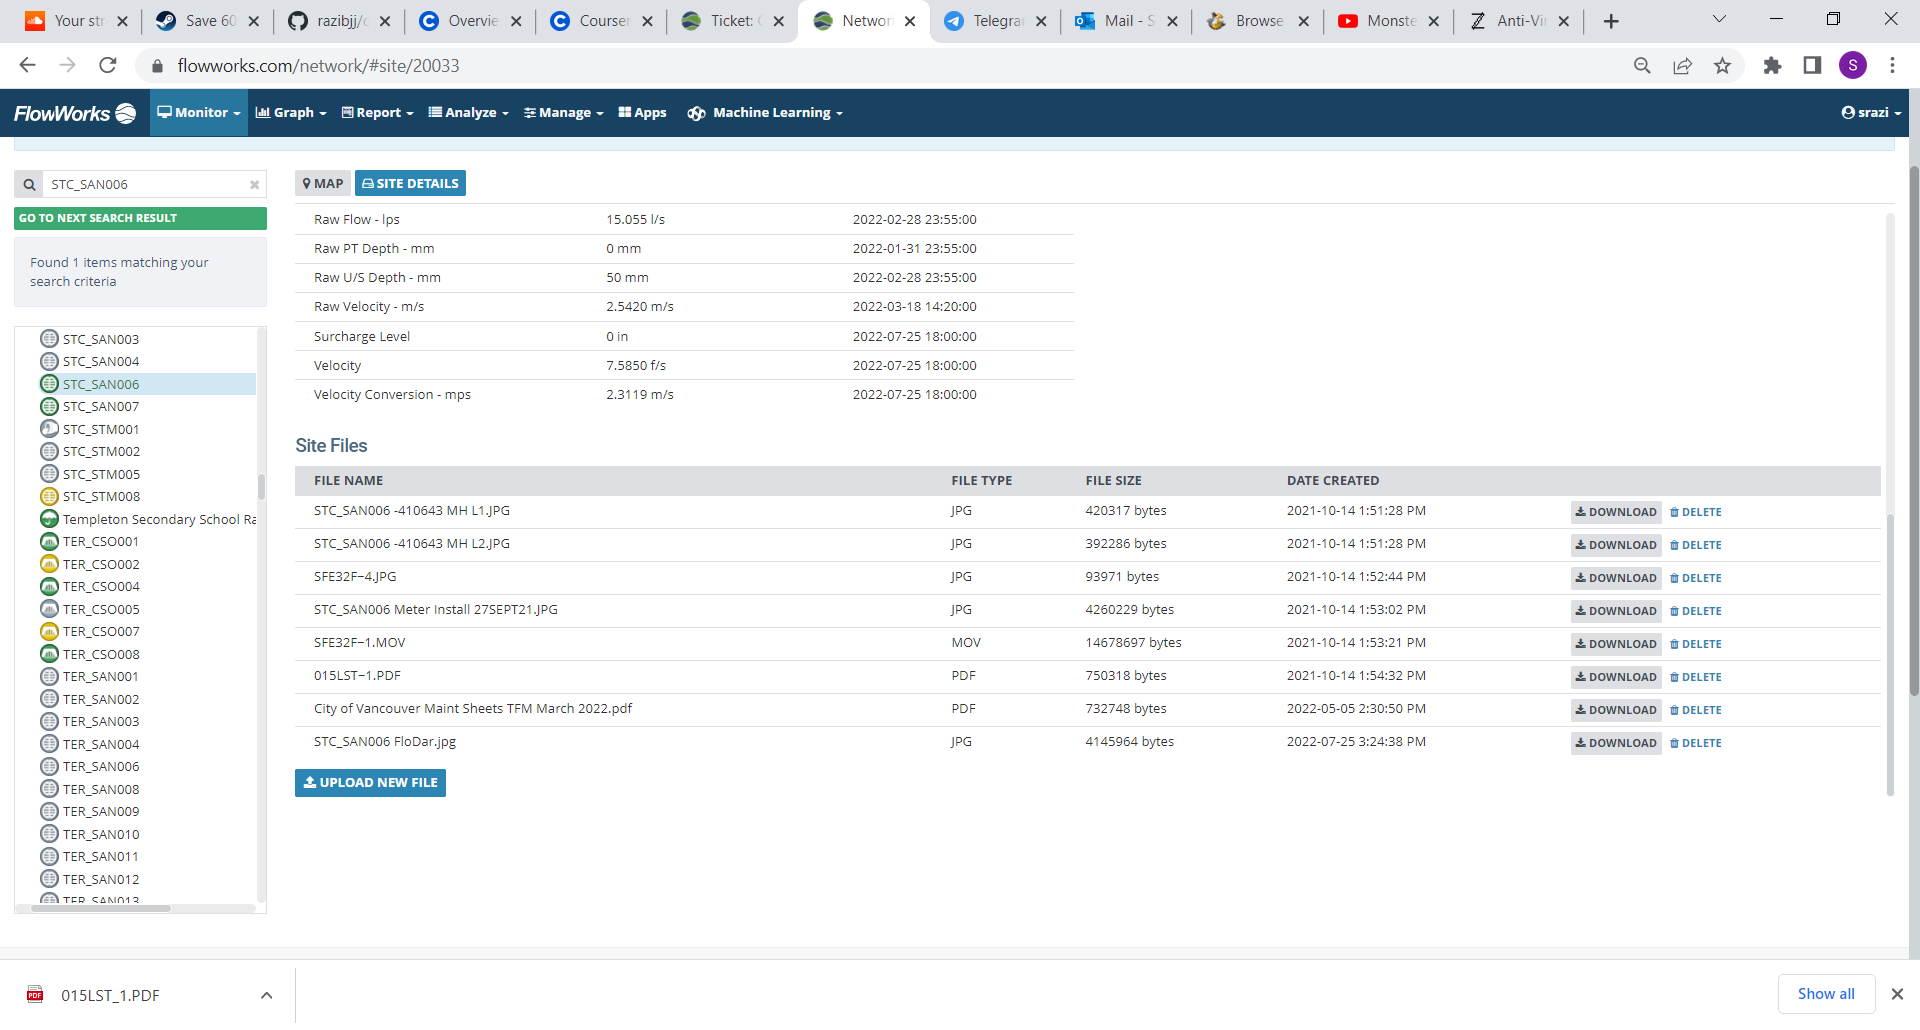 Your str
Save 60
razibjj/c
Overvie
Courser
Ticket: C
Networ
Telegra
Mail - S
Browse
Monste
Anti-Vi
flowworks.com/network/#site/20033
S
FlowWorks
Monitor
Graph
Report
Analyze
Manage
Apps
Machine Learning
srazi
STC_SAN006
GO TO NEXT SEARCH RESULT
Found 1 items matching your
search criteria
STC_SAN003
STC_SAN004
STC_SAN006
STC_SAN007
STC_STM001
STC_STM002
STC_STM005
STC_STM008
Templeton Secondary School Ra
TER_CSO001
TER_CSO002
TER_CSO004
TER_CSO005
TER_CSO007
TER_CSO008
TER_SAN001
TER_SAN002
TER_SAN003
TER_SAN004
TER_SAN006
TER_SAN008
TER_SAN009
TER_SAN010
TER_SAN011
TER_SAN012
TER_SAN013
MAP
SITE DETAILS
Raw Flow - lps 15.055 l/s 2022-02-28 23:55:00
Raw PT Depth - mm 0 mm 2022-01-31 23:55:00
Raw U/S Depth - mm 50 mm 2022-02-28 23:55:00
Raw Velocity - m/s 2.5420 m/s 2022-03-18 14:20:00
Surcharge Level 0 in 2022-07-25 18:00:00
Velocity 7.5850 f/s 2022-07-25 18:00:00
Velocity Conversion - mps 2.3119 m/s 2022-07-25 18:00:00
Site Files
FILE NAME FILE TYPE FILE SIZE DATE CREATED
STC_SAN006 -410643 MH L1.JPG JPG 420317 bytes 2021-10-14 1:51:28 PM DOWNLOAD DELETE
STC_SAN006 -410643 MH L2.JPG JPG 392286 bytes 2021-10-14 1:51:28 PM DOWNLOAD DELETE
SFE32F~4.JPG JPG 93971 bytes 2021-10-14 1:52:44 PM DOWNLOAD DELETE
STC_SAN006 Meter Install 27SEPT21.JPG JPG 4260229 bytes 2021-10-14 1:53:02 PM DOWNLOAD DELETE
SFE32F~1.MOV MOV 14678697 bytes 2021-10-14 1:53:21 PM DOWNLOAD DELETE
015LST~1.PDF PDF 750318 bytes 2021-10-14 1:54:32 PM DOWNLOAD DELETE
City of Vancouver Maint Sheets TFM March 2022.pdf PDF 732748 bytes 2022-05-05 2:30:50 PM DOWNLOAD DELETE
STC_SAN006 FloDar.jpg JPG 4145964 bytes 2022-07-25 3:24:38 PM DOWNLOAD DELETE
UPLOAD NEW FILE
PDF 015LST_1.PDF
Show all